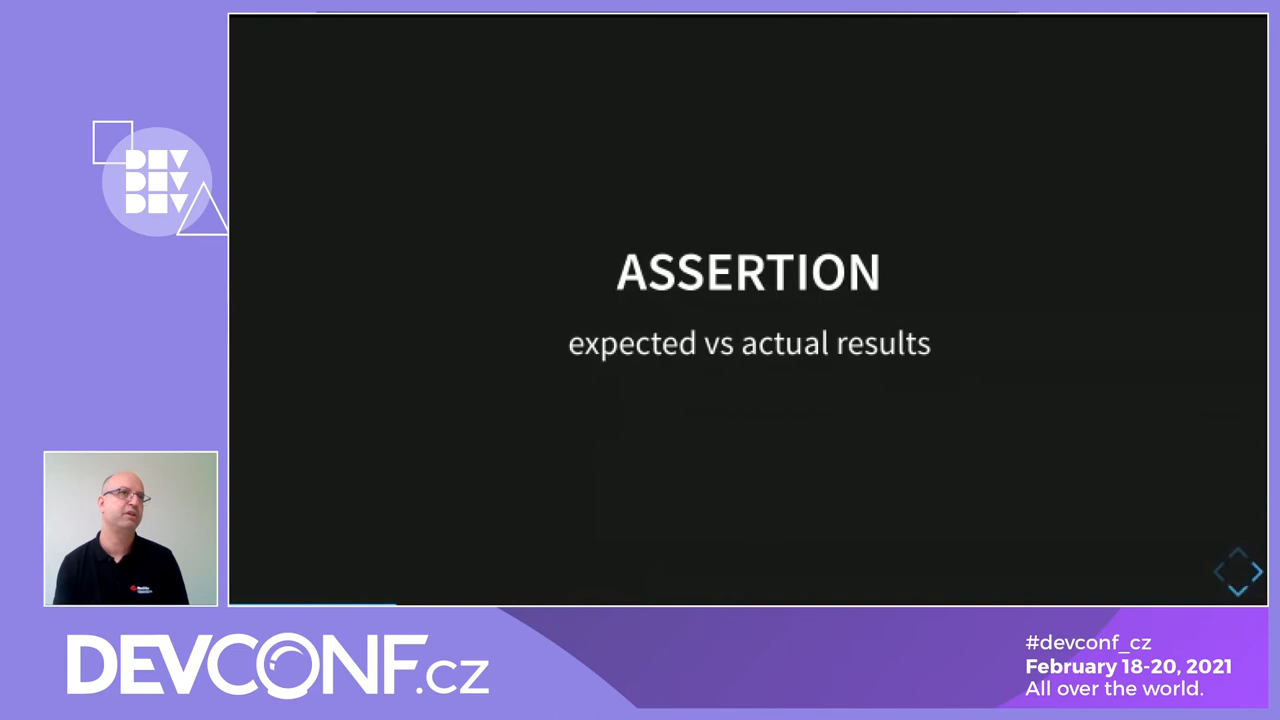 DEV
DEV
DEV
ASSERTION
expected vs actual results
DEVCONF.cz
#devconf_cz
February 18-20, 2021
All over the world.